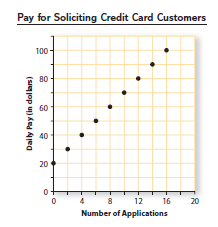 Pay for Soliciting Credit Card Customers
Daily Pay (in dollars)
100
80
60
40
20
0
0 4 8 12 16 20
Number of Applications